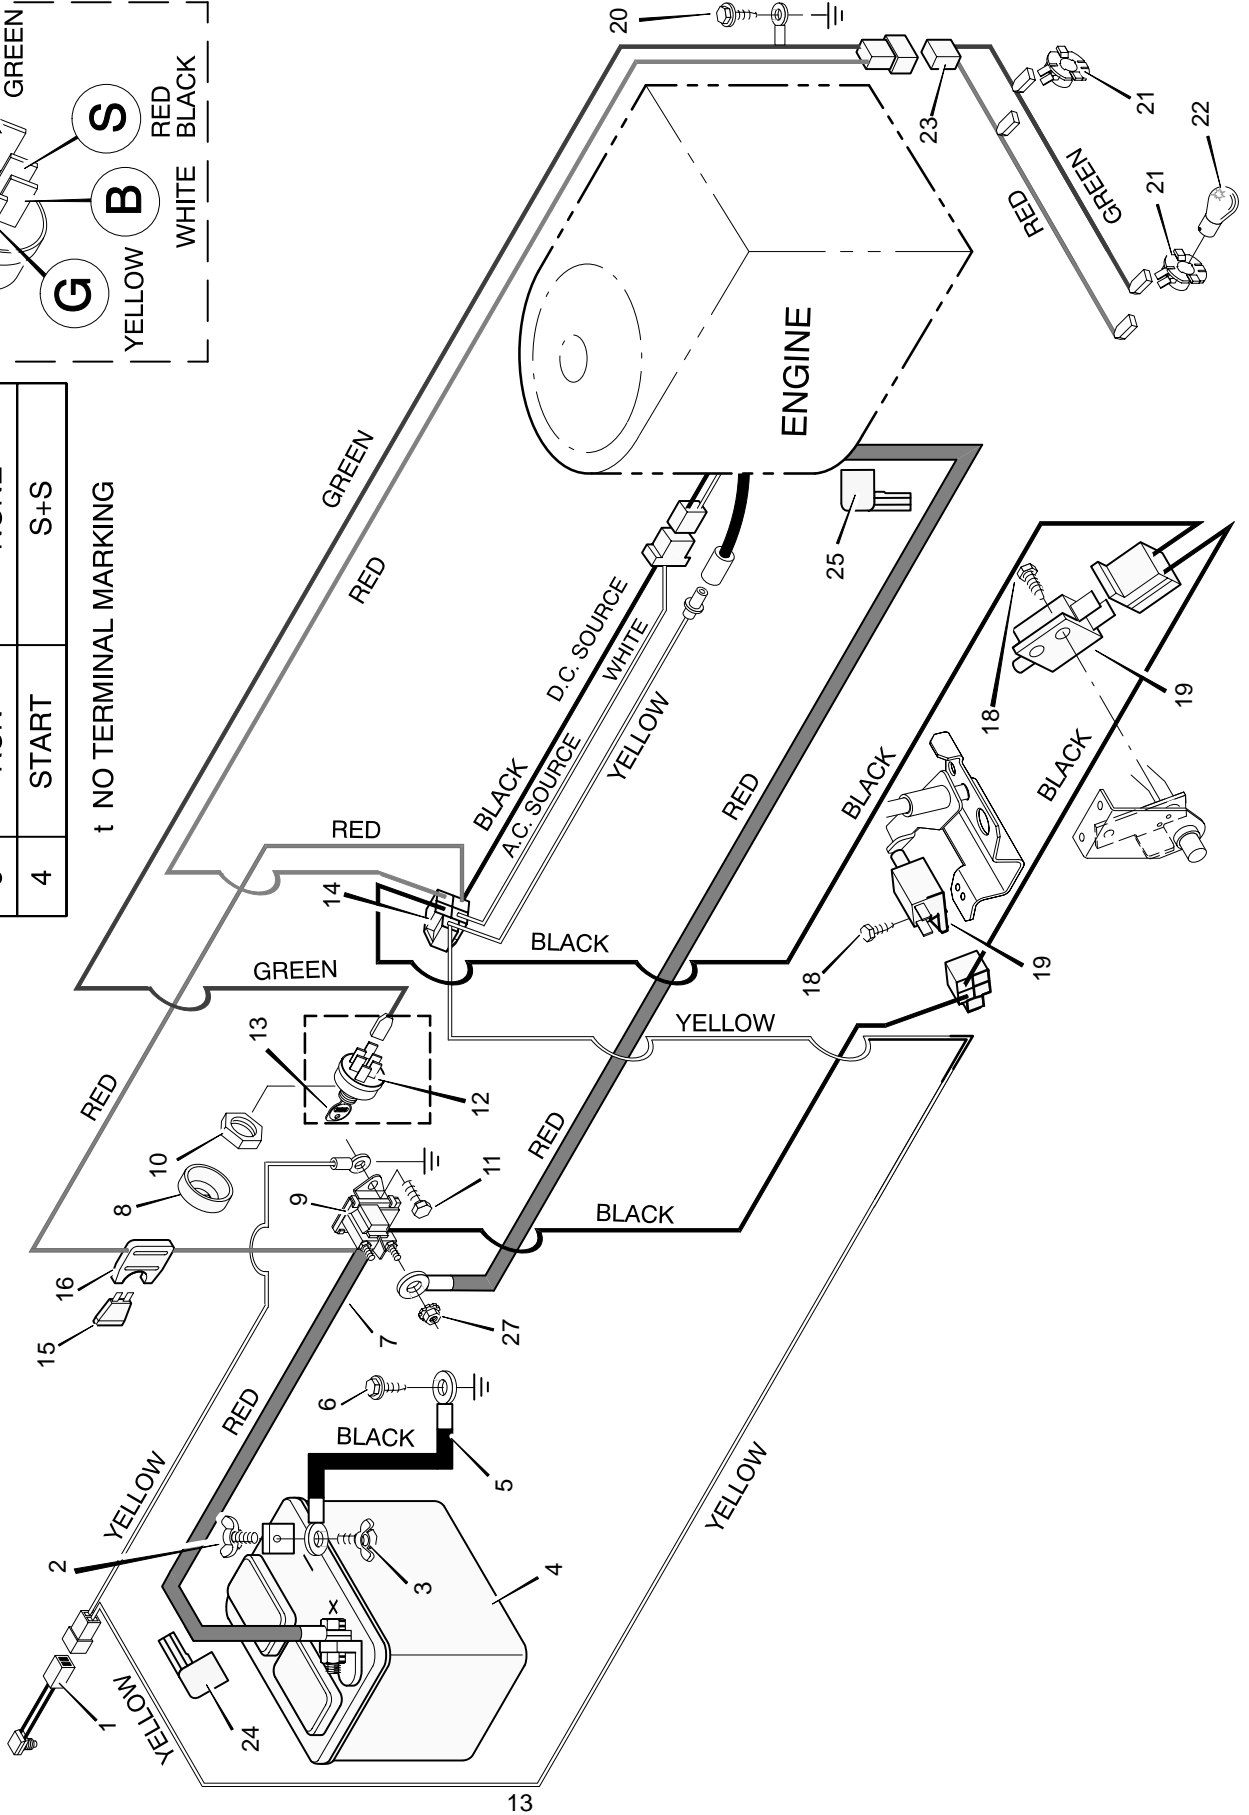 GREEN
S
B
G
RED
BLACK
WHITE
YELLOW
4 START S+S
t NO TERMINAL MARKING
20
23
21
21
22
RED
GREEN
ENGINE
25
GREEN
RED
D.C. SOURCE
WHITE
BLACK
A.C. SOURCE
YELLOW
RED
14
BLACK
GREEN
13
12
YELLOW
RED
BLACK
18
19
BLACK
18
19
RED
10
8
9
11
BLACK
RED
16
15
7
27
6
RED
BLACK
5
YELLOW
2
3
4
X
YELLOW
24
1
YELLOW
13